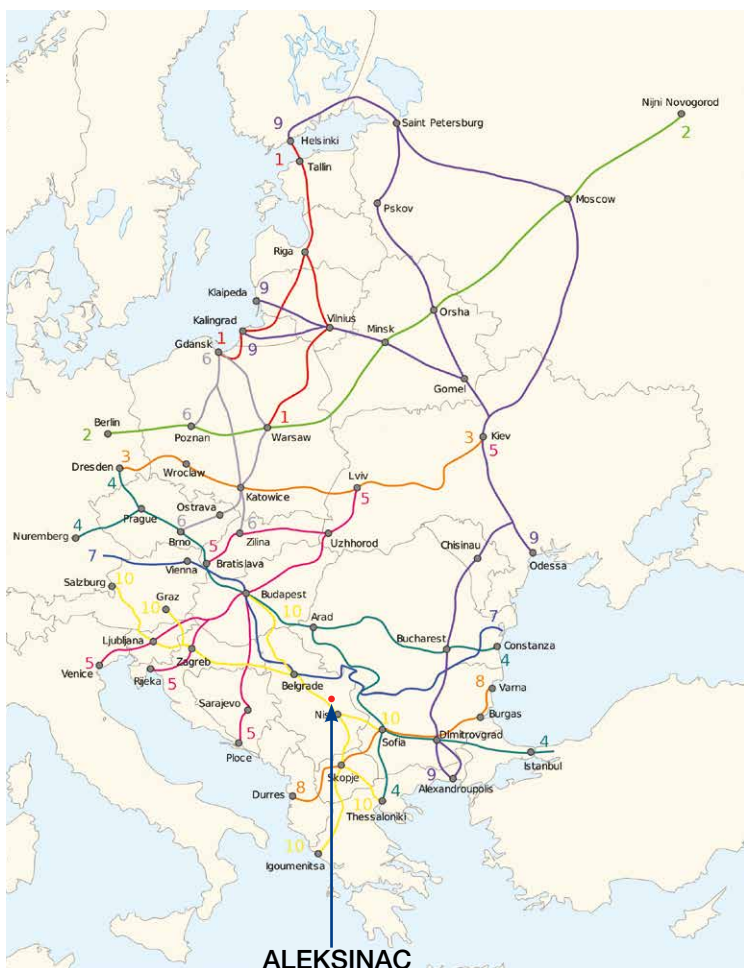 Nijni Novogorod
2
9
Saint Petersburg
Helsinki
1
Tallin
Moscow
Pskov
Riga
Klaipeda
9
Kalingrad
Vilnius
Orsha
1
Gdansk
6
9
Minsk
Gomel
Berlin
2
6
Poznan
1
Warsaw
3
Kiev
5
Dresden
3
4
Wroclaw
Lviv
5
Katowice
Ostrava
Prague
4
Nuremberg
Brno
6
Zilina
Uzhhorod
Chisinau
9
Odessa
7
Vienna
5
Bratislava
Salzburg
10
Budapest
Graz
10
10
Arad
7
Ljubljana
Bucharest
Constanza
4
Zagreb
Venice
5
Rijeka
5
Belgrade
8
Varna
Sarajevo
Nis
10
Burgas
5
Ploce
Sofia
Dimitrovgrad
4
Istanbul
Skopje
9
Alexandroupolis
Durres
8
10
4
Thessaloniki
10
Igoumenitsa
ALEKSINAC